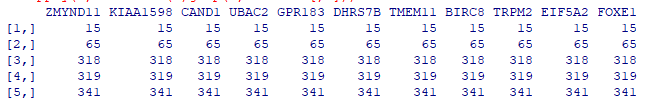 ZMYND11 KIAA1598 CAND1 UBAC2 GPR183 DHRS7B TMEM11 BIRC8 TRPM2 EIF5A2 FOXE1
[1,] 15 15 15 15 15 15 15 15 15 15 15
[2,] 65 65 65 65 65 65 65 65 65 65 65
[3,] 318 318 318 318 318 318 318 318 318 318 318
[4,] 319 319 319 319 319 319 319 319 319 319 319
[5,] 341 341 341 341 341 341 341 341 341 341 341